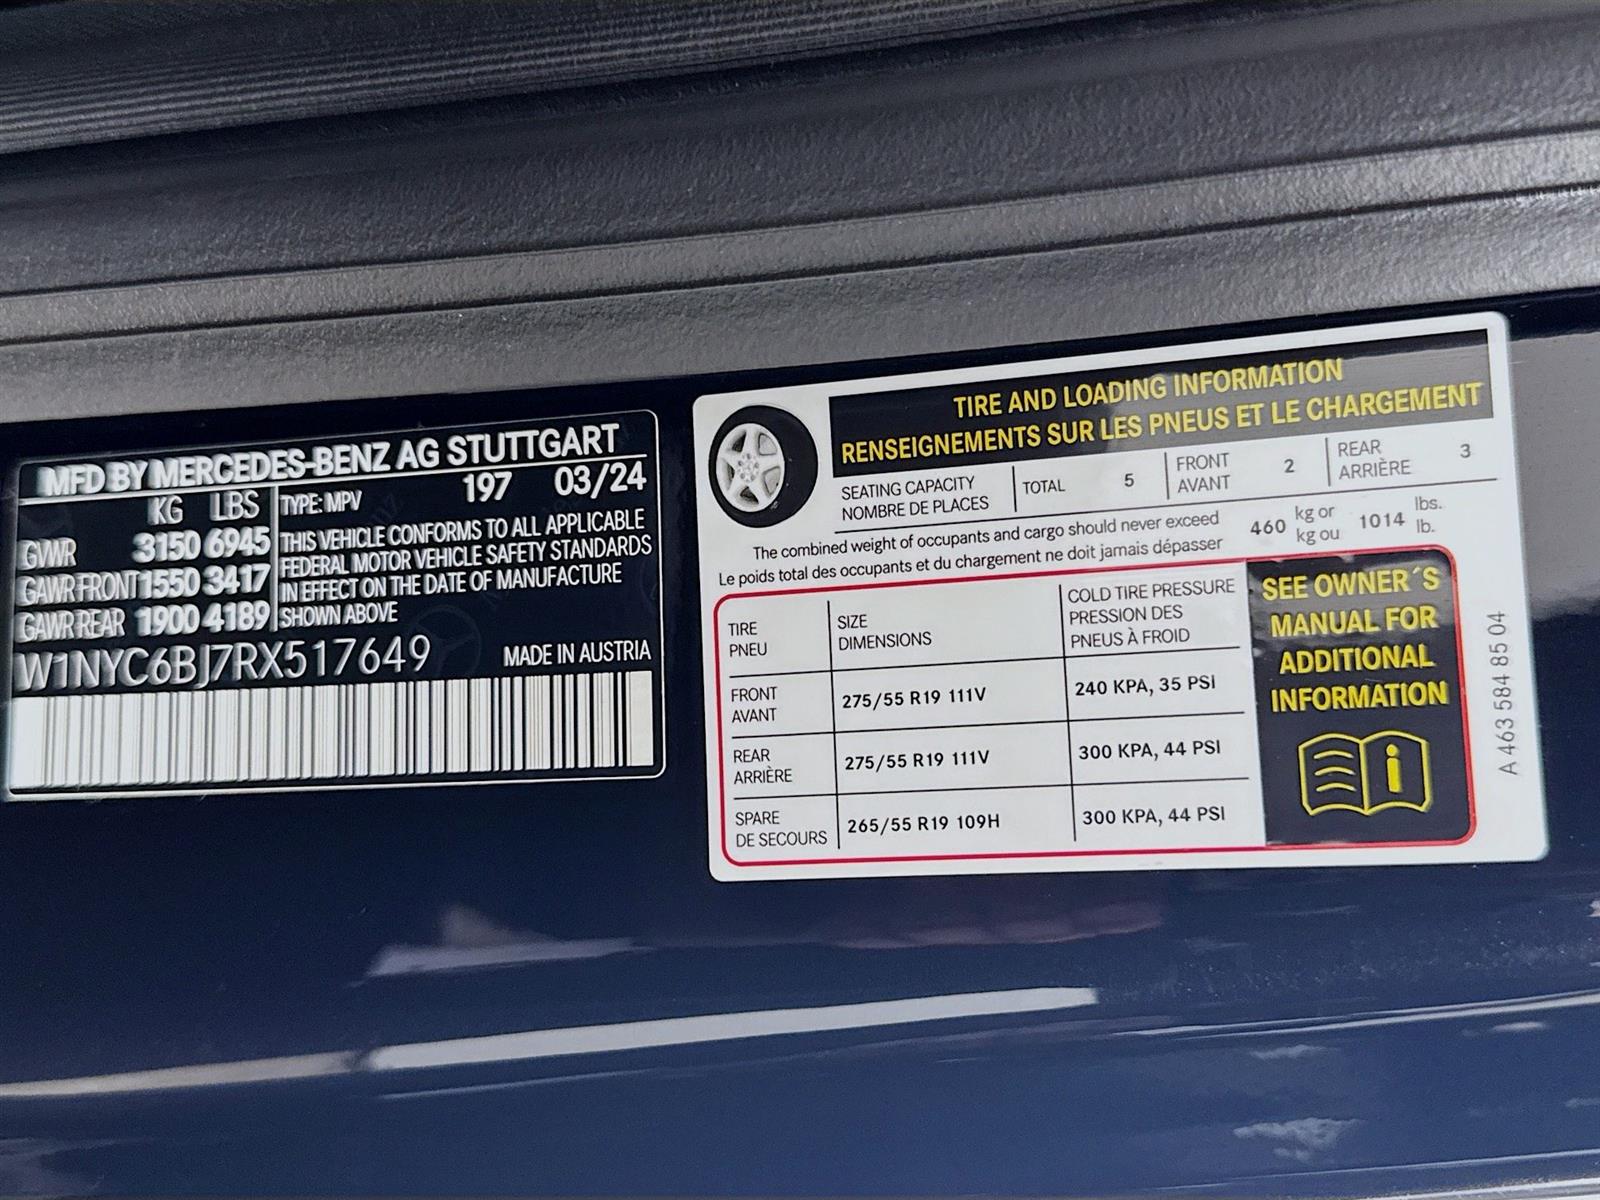 MFD BY MERCEDES-BENZ AG STUTTGART
KG LBS TYPE: MPV 197 03/24
GVWR 3150 6945
GAWR FRONT 1550 3417
GAWR REAR 1900 4189
THIS VEHICLE CONFORMS TO ALL APPLICABLE
FEDERAL MOTOR VEHICLE SAFETY STANDARDS
IN EFFECT ON THE DATE OF MANUFACTURE
SHOWN ABOVE
W1NYC6BJ7RX517649 MADE IN AUSTRIA
TIRE AND LOADING INFORMATION
RENSEIGNEMENTS SUR LES PNEUS ET LE CHARGEMENT
SEATING CAPACITY
NOMBRE DE PLACES
TOTAL 5
FRONT
AVANT
2
REAR
ARRIÈRE
3
The combined weight of occupants and cargo should never exceed
Le poids total des occupants et du chargement ne doit jamais dépasser
460
kg or
kg ou
1014
lbs.
lb.
TIRE
PNEU
SIZE
DIMENSIONS
COLD TIRE PRESSURE
PRESSION DES
PNEUS À FROID
FRONT
AVANT
275/55 R19 111V
240 KPA, 35 PSI
REAR
ARRIÈRE
275/55 R19 111V
300 KPA, 44 PSI
SPARE
DE SECOURS
265/55 R19 109H
300 KPA, 44 PSI
SEE OWNER´S
MANUAL FOR
ADDITIONAL
INFORMATION
A 463 584 85 04